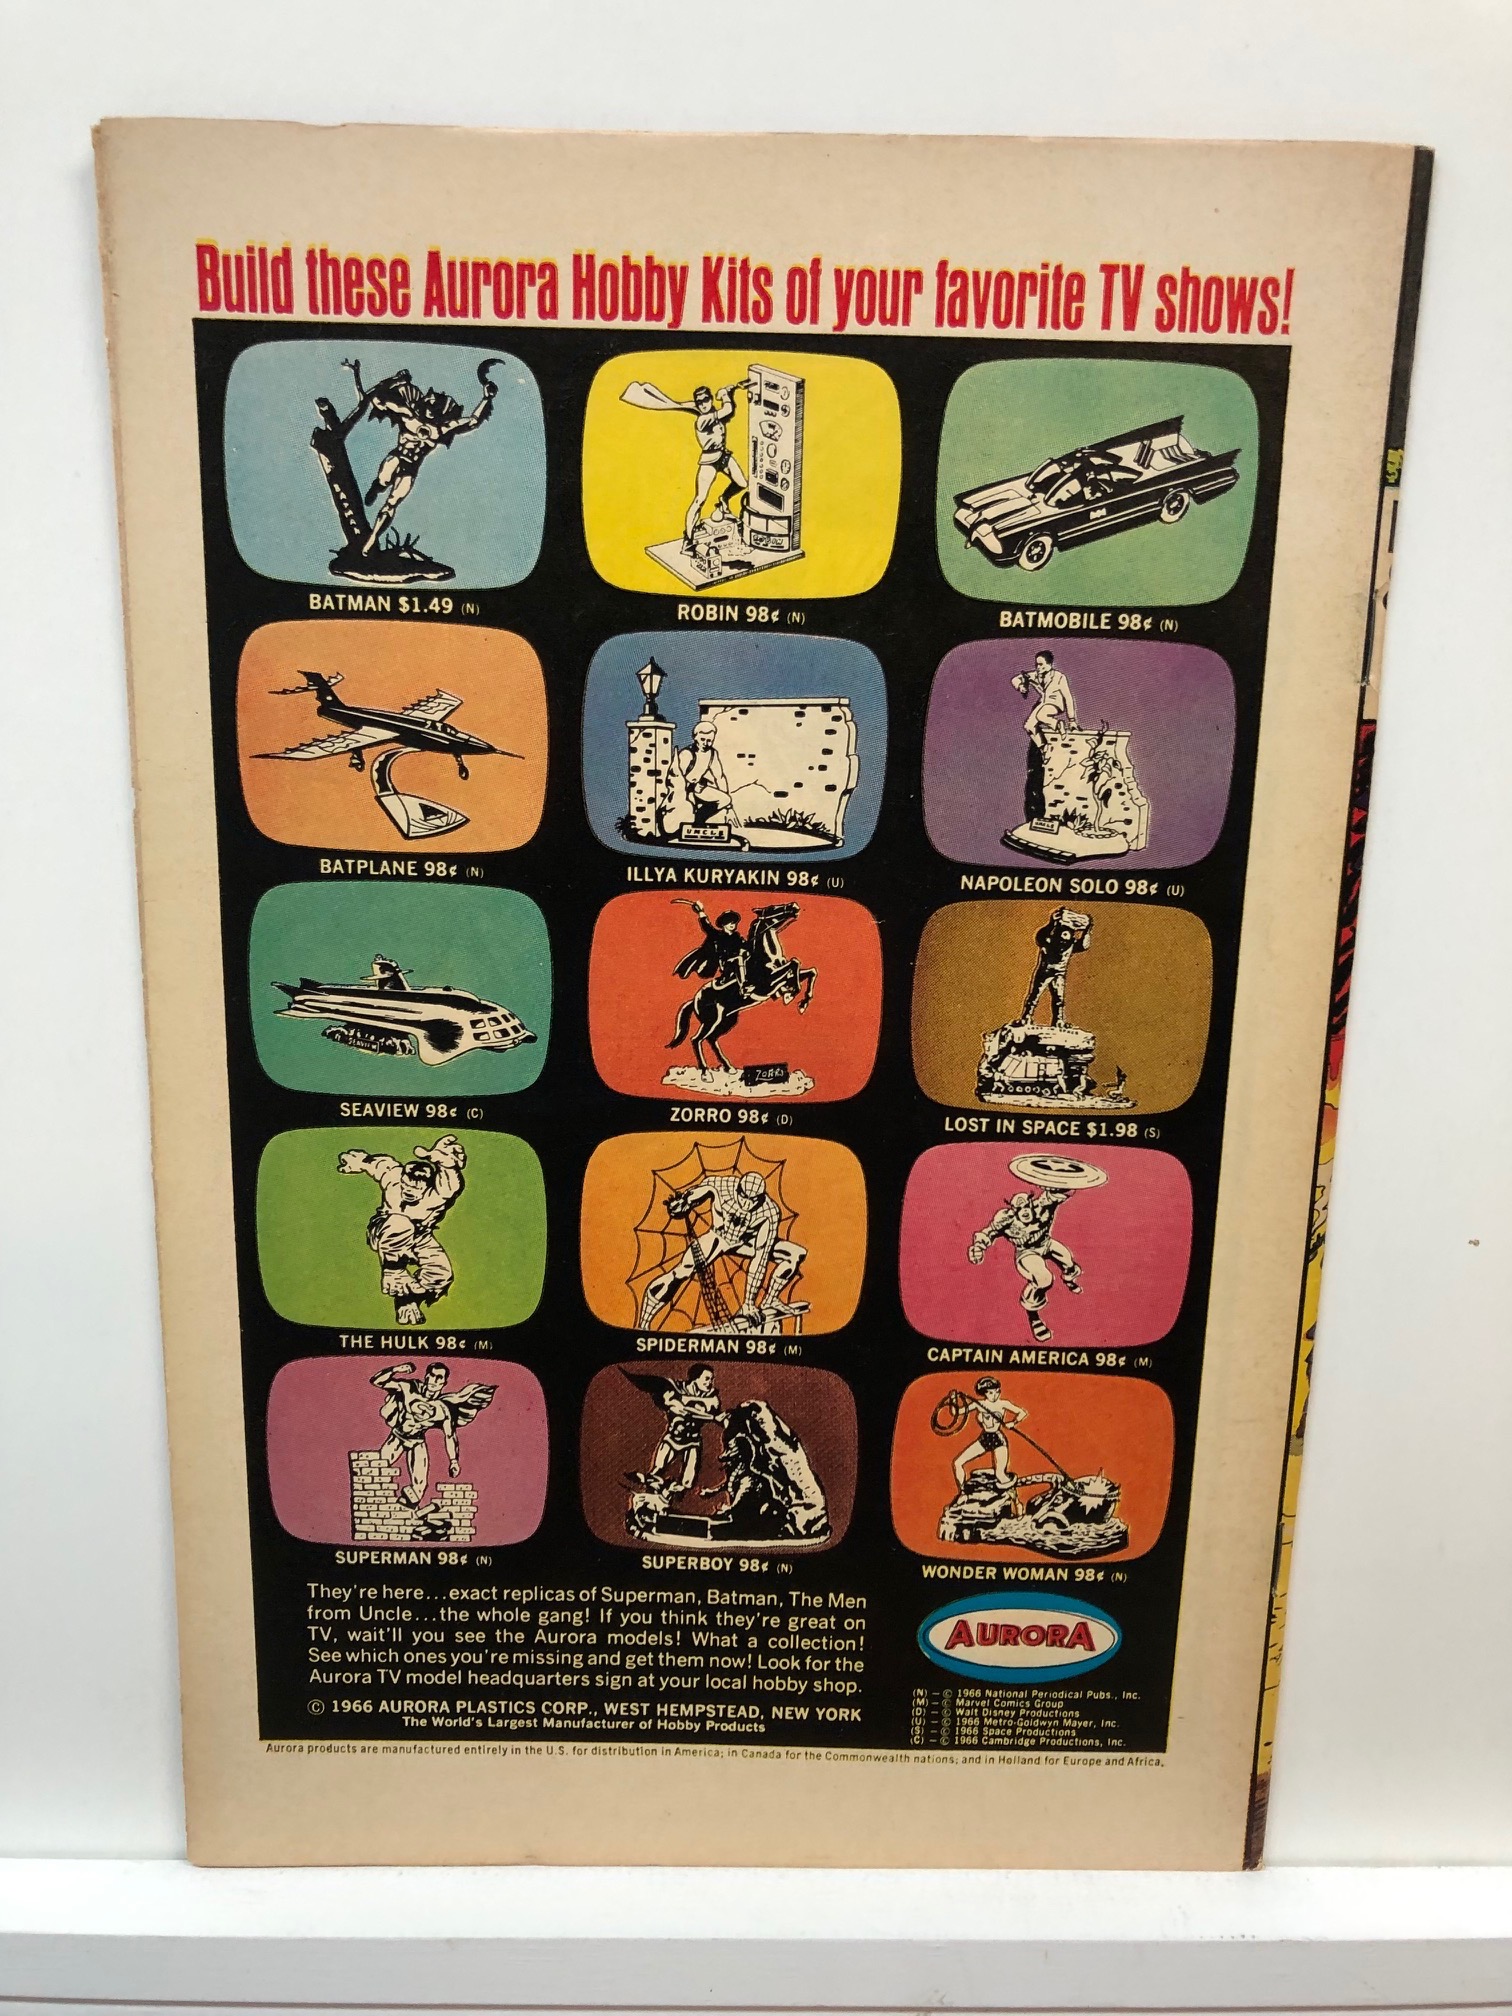 Build these Aurora Hobby Kits of your favorite TV shows!
BATMAN $1.49 (N)
ROBIN 98¢ (N)
BATMOBILE 98¢ (N)
UNCLE
BATPLANE 98¢ (N)
ILLYA KURYAKIN 98¢ (U)
NAPOLEON SOLO 98¢ (U)
SEAVIEW
ZORRO
SEAVIEW 98¢ (C)
ZORRO 98¢ (D)
LOST IN SPACE $1.98 (S)
THE HULK 98¢ (M)
SPIDERMAN 98¢ (M)
CAPTAIN AMERICA 98¢ (M)
SUPERMAN 98¢ (N)
SUPERBOY 98¢ (N)
WONDER WOMAN 98¢ (N)
They're here...exact replicas of Superman, Batman, The Men
from Uncle...the whole gang! If you think they're great on
TV, wait'll you see the Aurora models! What a collection!
See which ones you're missing and get them now! Look for the
Aurora TV model headquarters sign at your local hobby shop.
© 1966 AURORA PLASTICS CORP., WEST HEMPSTEAD, NEW YORK
The World's Largest Manufacturer of Hobby Products
AURORA
(N) – © 1966 National Periodical Pubs., Inc.
(M) – © Marvel Comics Group
(D) – © Walt Disney Productions
(U) – © 1966 Metro-Goldwyn Mayer, Inc.
(S) – © 1966 Space Productions
(C) – © 1966 Cambridge Productions, Inc.
Aurora products are manufactured entirely in the U.S. for distribution in America; in Canada for the Commonwealth nations; and in Holland for Europe and Africa.